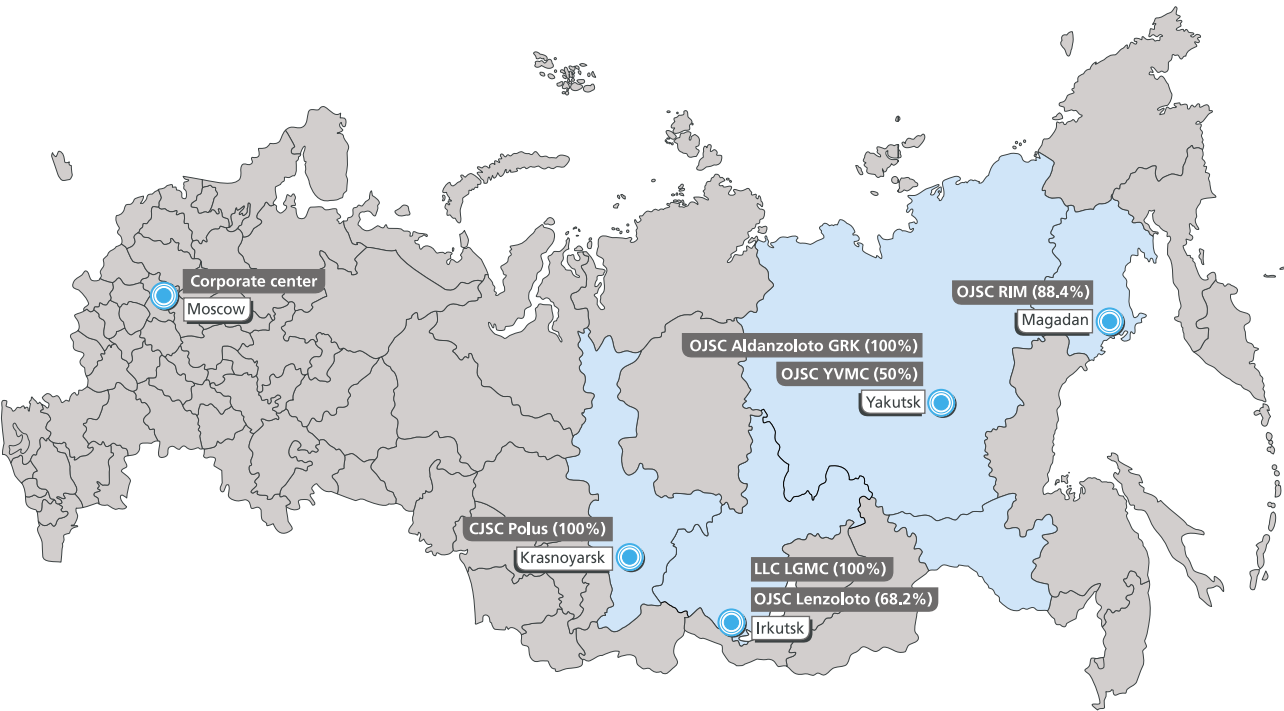 Corporate center
Moscow
OJSC RIM (88.4%)
Magadan
OJSC Aldanzoloto GRK (100%)
OJSC YVMC (50%)
Yakutsk
CJSC Polus (100%)
Krasnoyarsk
LLC LGMC (100%)
OJSC Lenzoloto (68.2%)
Irkutsk